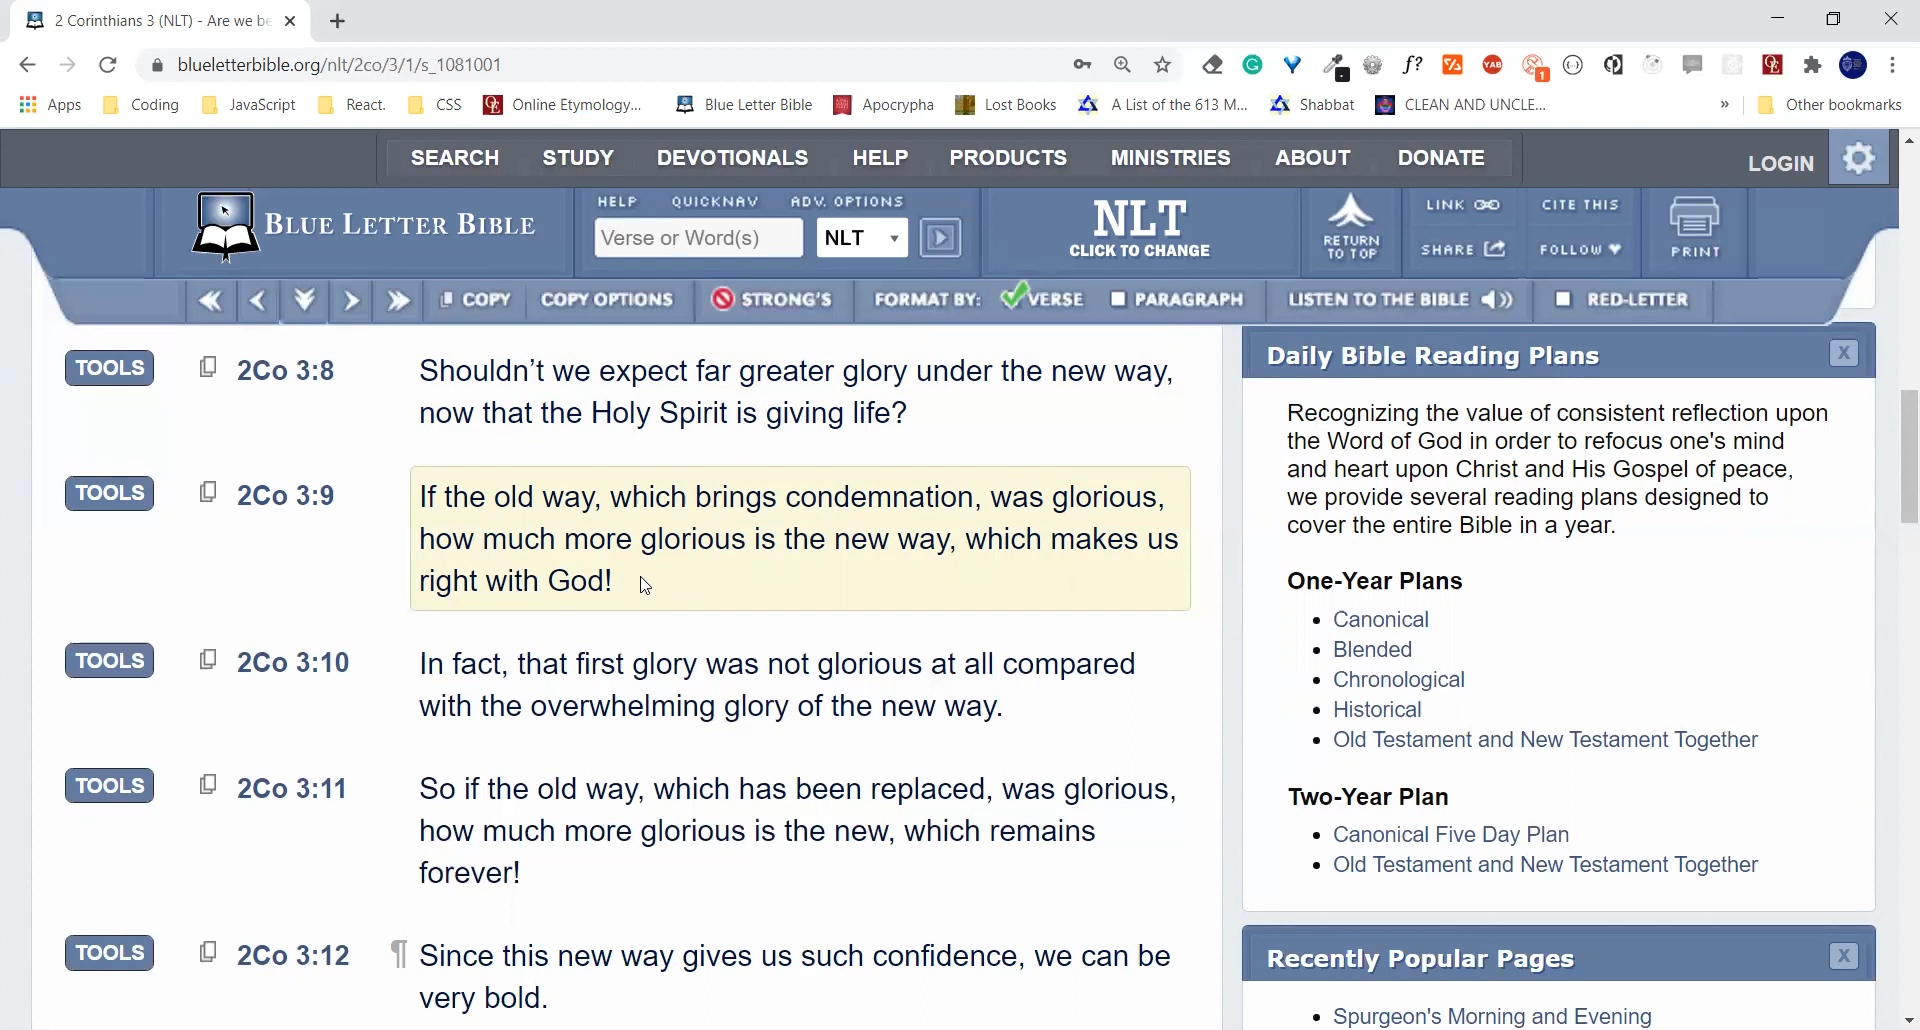 2 Corinthians 3 (NLT) - Are we be
blueletterbible.org/nlt/2co/3/1/s_1081001
f?
YAB
1
OE
Apps
Coding
JavaScript
React.
CSS
OE Online Etymology...
Blue Letter Bible
Apocrypha
Lost Books
A List of the 613 M...
Shabbat
CLEAN AND UNCLE...
»
Other bookmarks
SEARCH STUDY DEVOTIONALS HELP PRODUCTS MINISTRIES ABOUT DONATE
LOGIN
BLUE LETTER BIBLE
HELP QUICKNAV ADV. OPTIONS
Verse or Word(s)
NLT
NLT
CLICK TO CHANGE
RETURN
TO TOP
LINK
CITE THIS
SHARE
FOLLOW
PRINT
COPY COPY OPTIONS STRONG'S FORMAT BY: VERSE PARAGRAPH LISTEN TO THE BIBLE RED-LETTER
TOOLS 2Co 3:8 Shouldn’t we expect far greater glory under the new way,
now that the Holy Spirit is giving life?
TOOLS 2Co 3:9 If the old way, which brings condemnation, was glorious,
how much more glorious is the new way, which makes us
right with God!
TOOLS 2Co 3:10 In fact, that first glory was not glorious at all compared
with the overwhelming glory of the new way.
TOOLS 2Co 3:11 So if the old way, which has been replaced, was glorious,
how much more glorious is the new, which remains
forever!
TOOLS 2Co 3:12 ¶ Since this new way gives us such confidence, we can be
very bold.
Daily Bible Reading Plans
X
Recognizing the value of consistent reflection upon
the Word of God in order to refocus one's mind
and heart upon Christ and His Gospel of peace,
we provide several reading plans designed to
cover the entire Bible in a year.
One-Year Plans
• Canonical
• Blended
• Chronological
• Historical
• Old Testament and New Testament Together
Two-Year Plan
• Canonical Five Day Plan
• Old Testament and New Testament Together
Recently Popular Pages
X
• Spurgeon's Morning and Evening